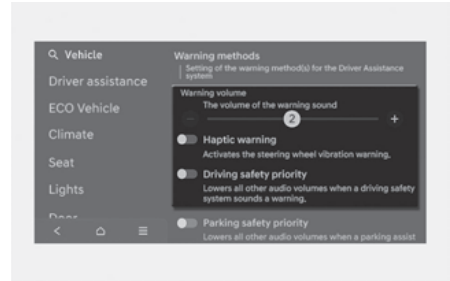 Vehicle
Driver assistance
ECO Vehicle
Climate
Seat
Lights
Door
Warning methods
Setting of the warning method(s) for the Driver Assistance
system
Warning volume
The volume of the warning sound
2
Haptic warning
Activates the steering wheel vibration warning.
Driving safety priority
Lowers all other audio volumes when a driving safety
system sounds a warning.
Parking safety priority
Lowers all other audio volumes when a parking assist